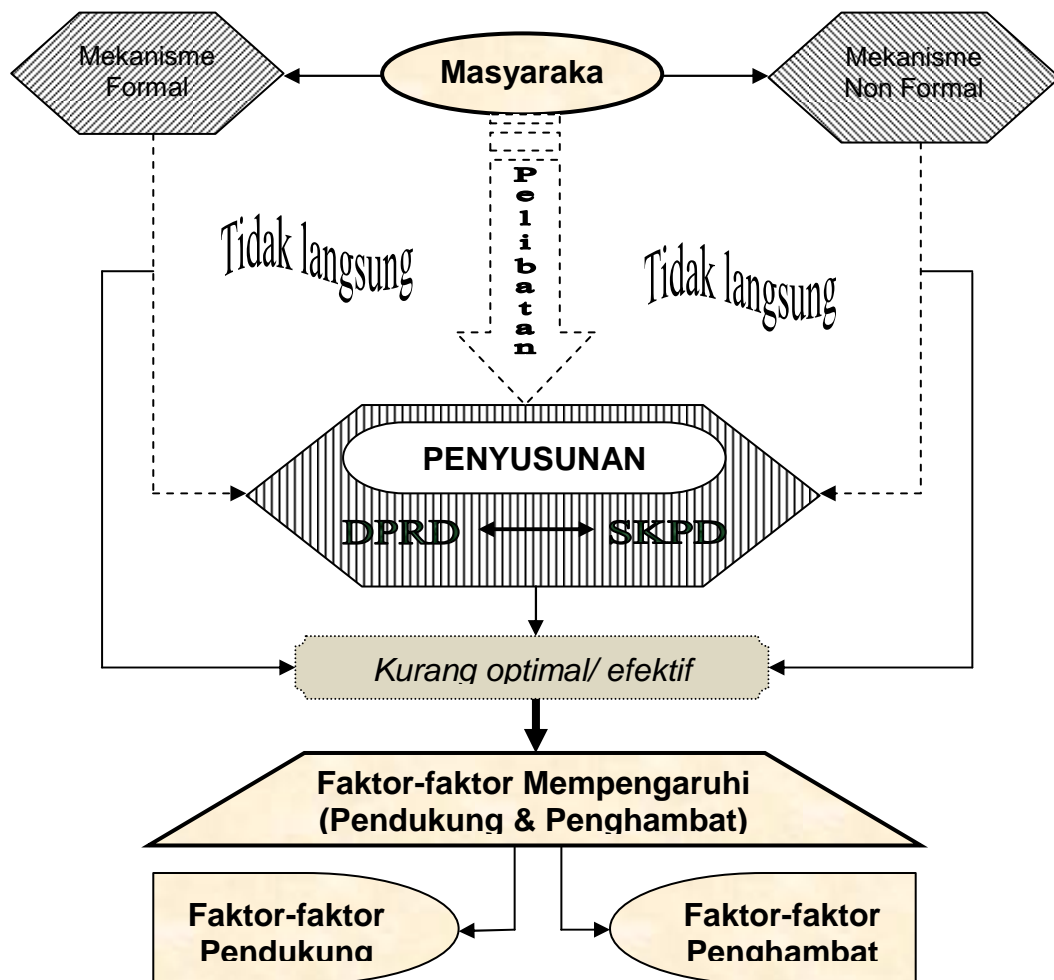 Mekanisme
Formal
Masyaraka
Mekanisme
Non Formal
Pelibatan
Tidak langsung
Tidak langsung
PENYUSUNAN
DPRD
SKPD
Kurang optimal/ efektif
Faktor-faktor Mempengaruhi
(Pendukung & Penghambat)
Faktor-faktor
Pendukung
Faktor-faktor
Penghambat